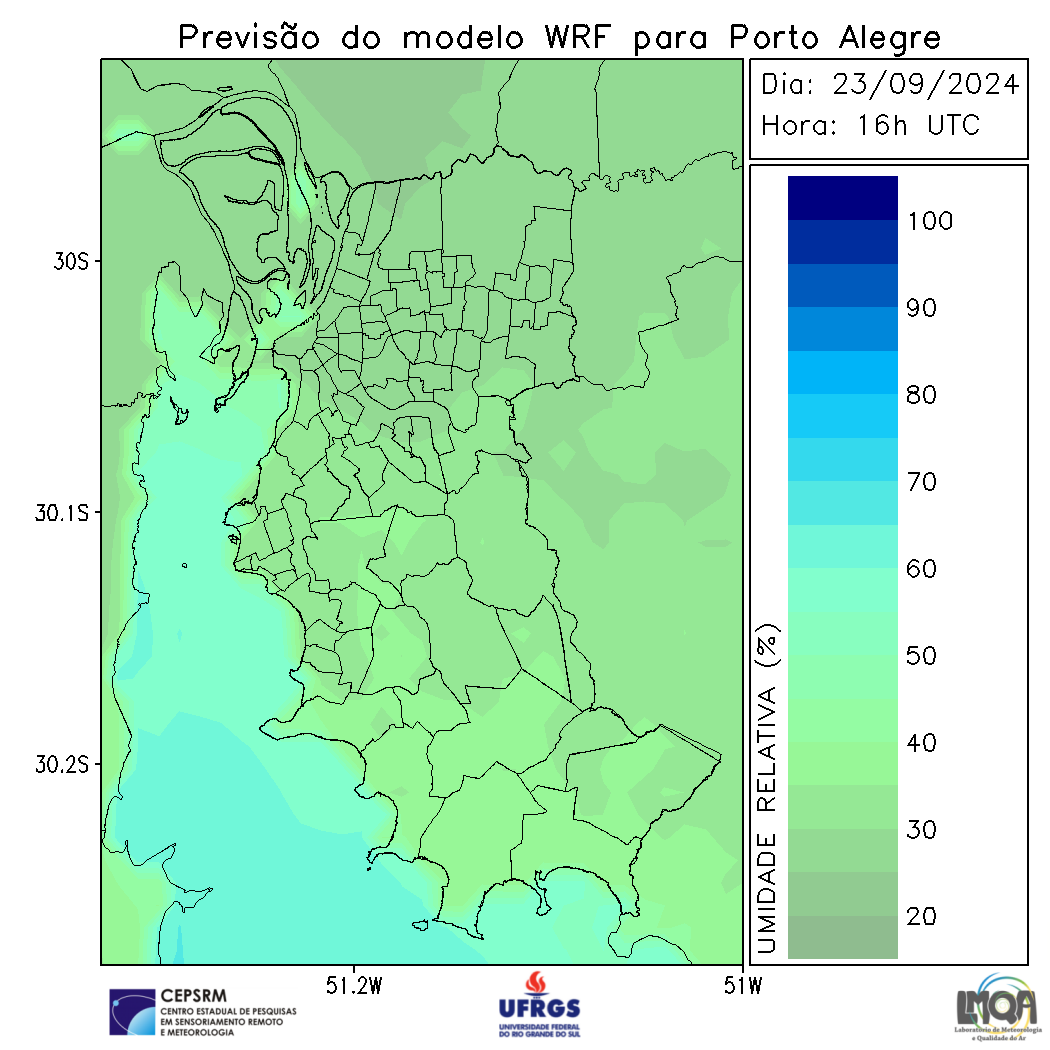 Previsão do modelo WRF para Porto Alegre
Dia: 23/09/2024
Hora: 16h UTC
30S
30.1S
30.2S
51.2W
51W
UMIDADE RELATIVA (%)
100
90
80
70
60
50
40
30
20
CEPSRM
CENTRO ESTADUAL DE PESQUISAS
EM SENSORIAMENTO REMOTO
E METEOROLOGIA
UFRGS
UNIVERSIDADE FEDERAL
DO RIO GRANDE DO SUL
LMQA
Laboratório de Meteorologia
e Qualidade do Ar